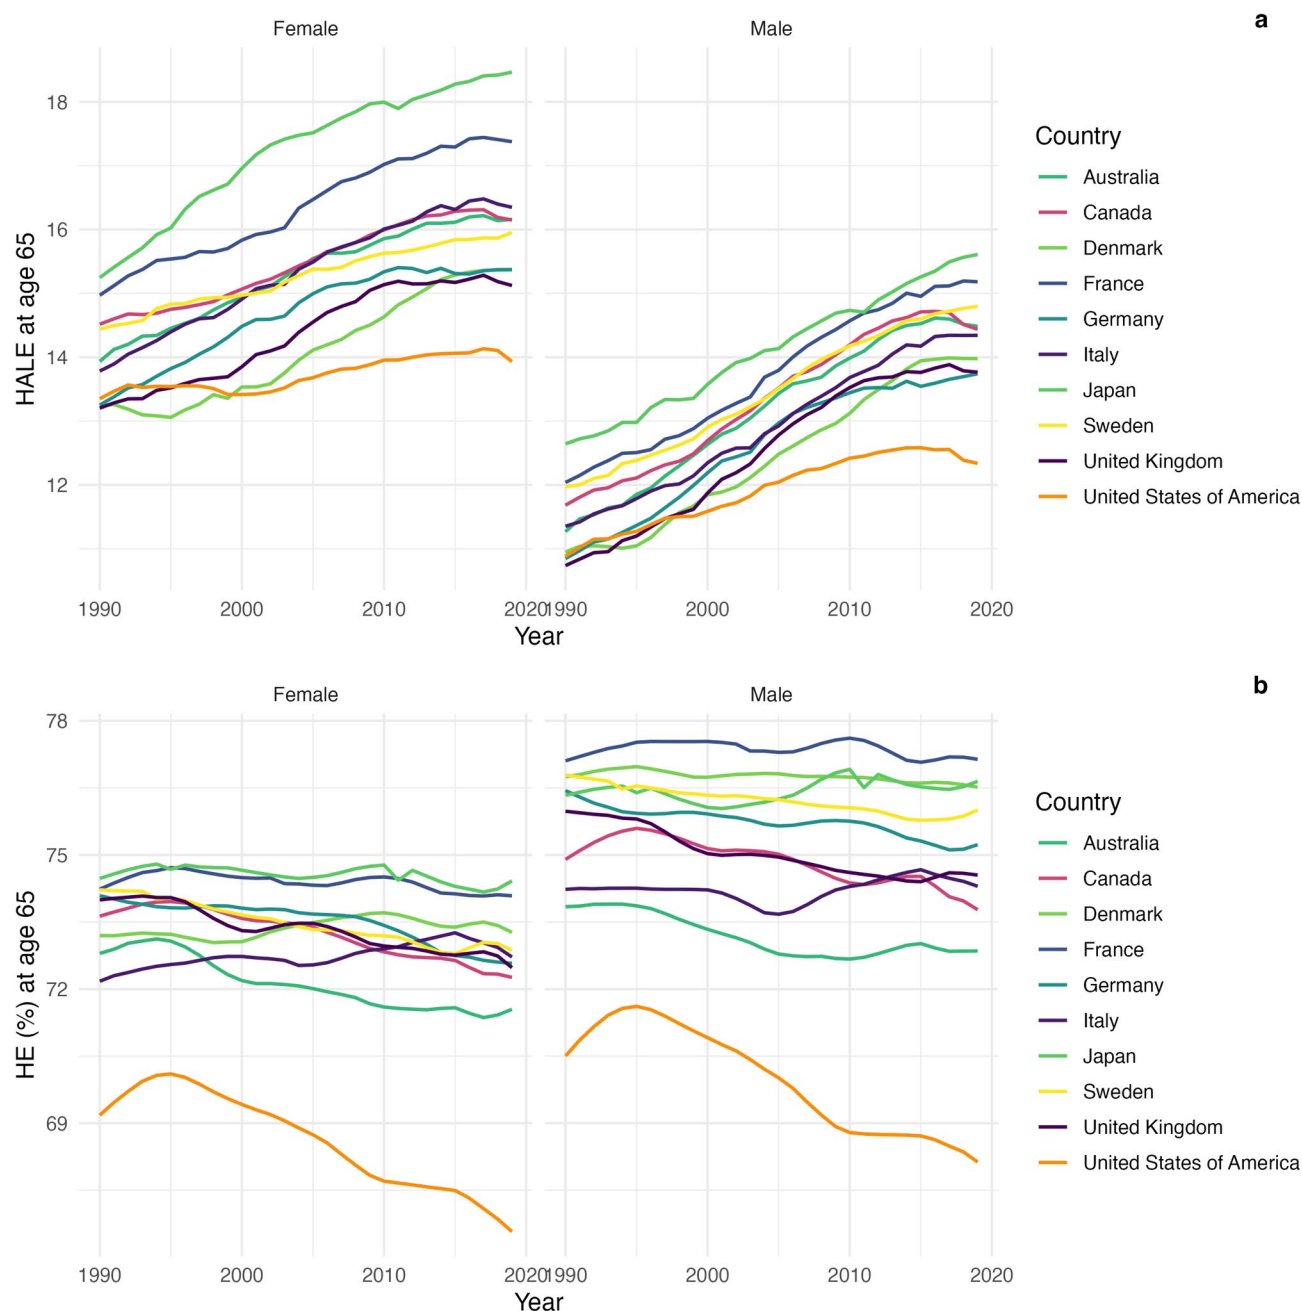 a
Female
Male
HALE at age 65
18
16
14
12
1990
2000
2010
2020
1990
2000
2010
2020
Year
Country
Australia
Canada
Denmark
France
Germany
Italy
Japan
Sweden
United Kingdom
United States of America
b
Female
Male
HE (%) at age 65
78
75
72
69
1990
2000
2010
2020
1990
2000
2010
2020
Year
Country
Australia
Canada
Denmark
France
Germany
Italy
Japan
Sweden
United Kingdom
United States of America